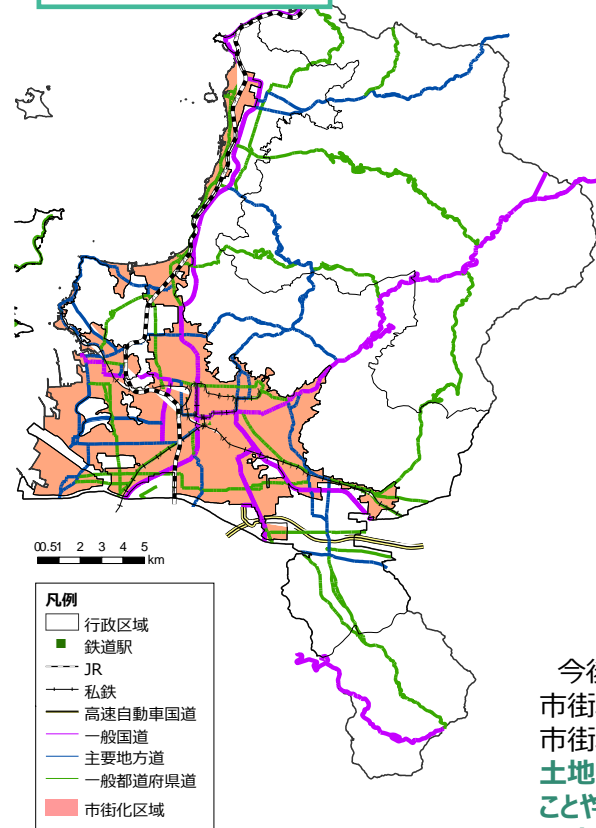 00.51 2 3 4 5
km
凡例
行政区域
鉄道駅
JR
私鉄
高速自動車国道
一般国道
主要地方道
一般都道府県道
市街化区域
今後
市街
市街
土地
ことや